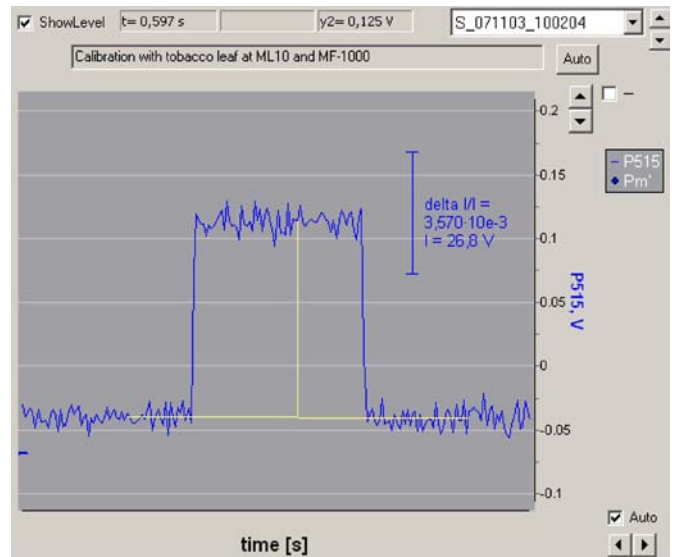 ShowLevel t= 0,597 s y2= 0,125 V S_071103_100204
Calibration with tobacco leaf at ML10 and MF-1000 Auto
–
0.2
0.15
0.1
0.05
0
-0.05
-0.1
P515
Pm'
delta I/I =
3,570·10e-3
I = 26,8 V
P515, V
Auto
time [s]